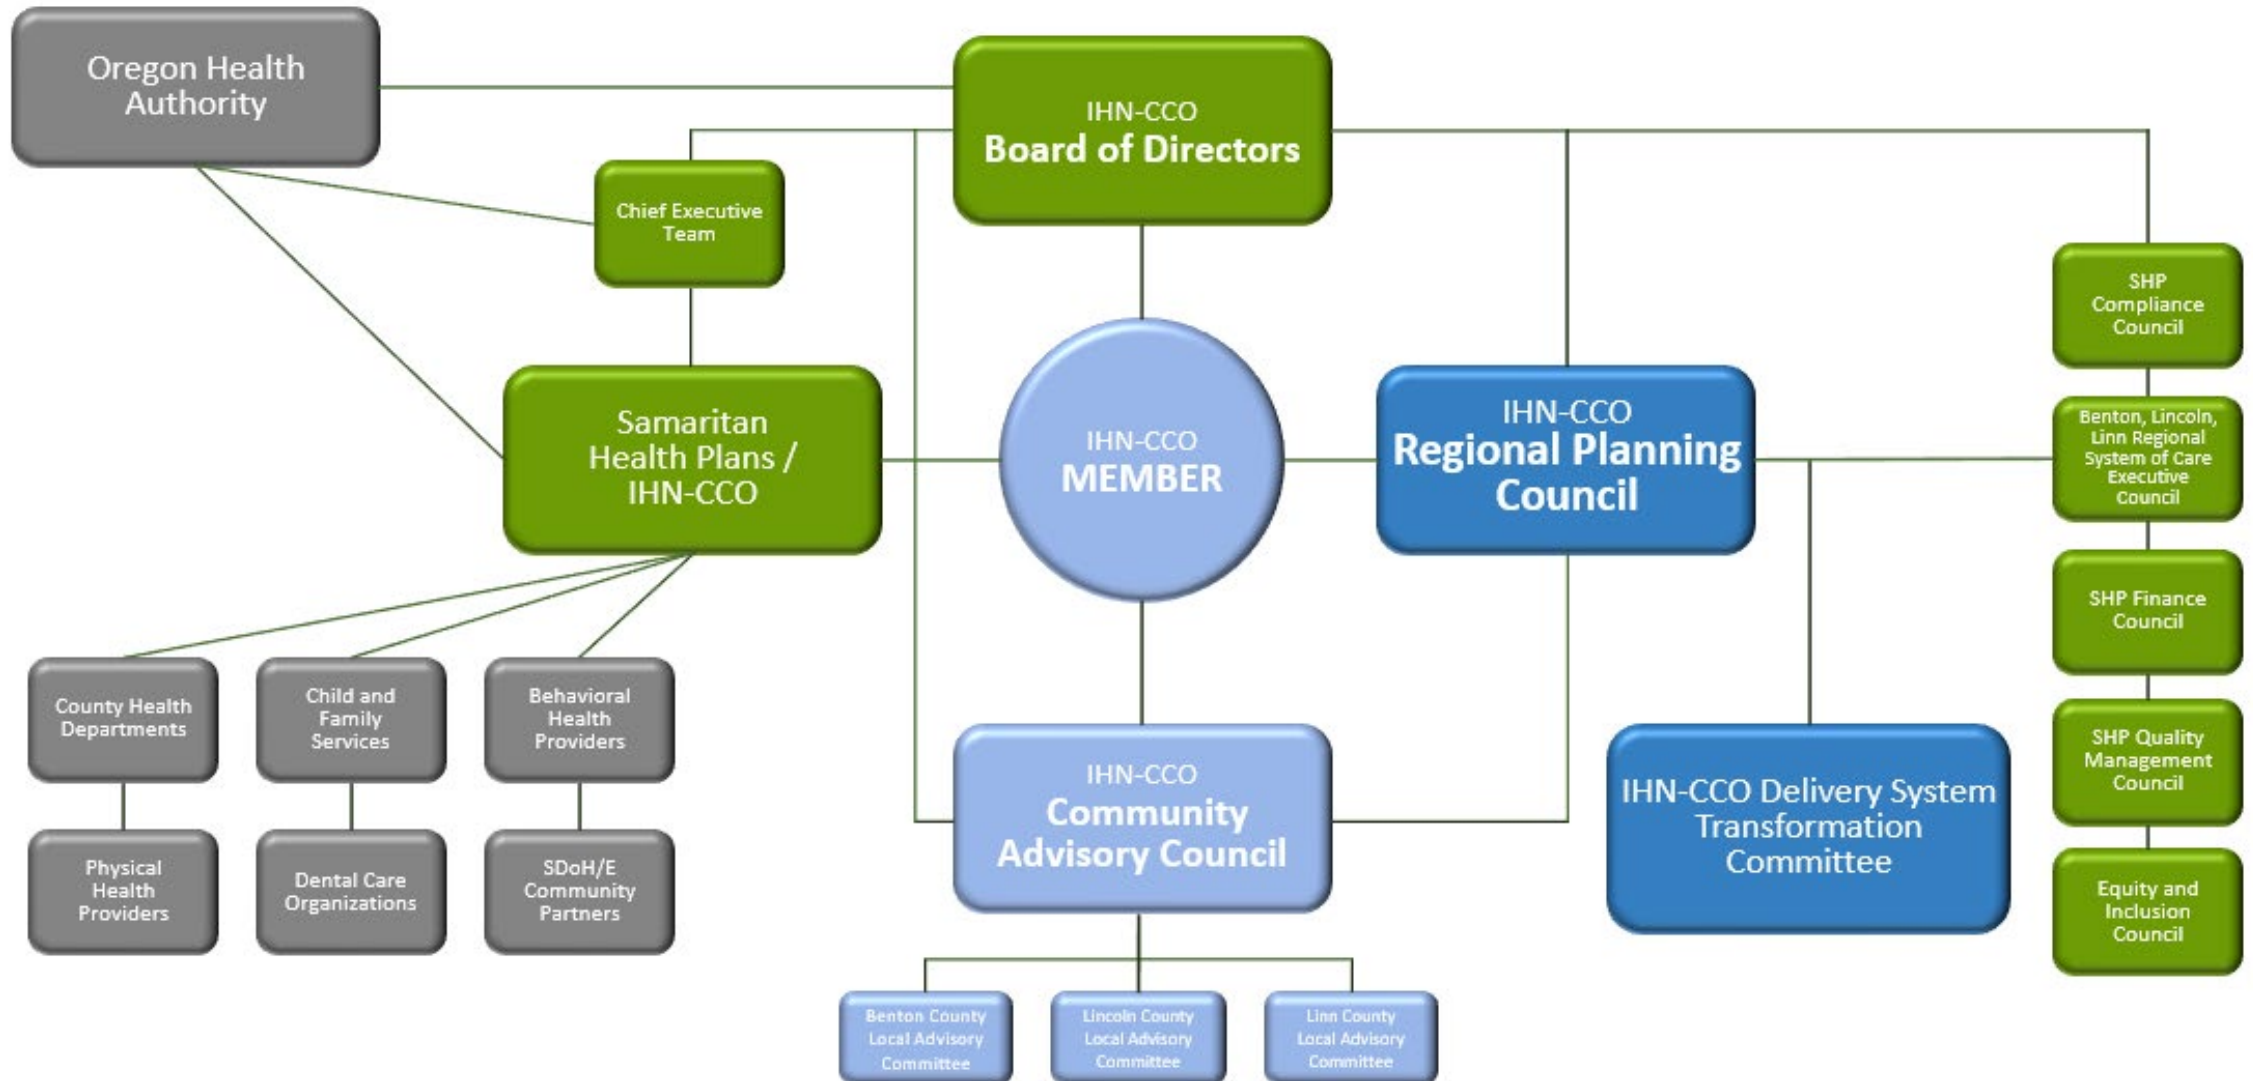 Oregon Health
Authority
IHN-CCO
Board of Directors
Chief Executive
Team
SHP
Compliance
Council
Samaritan
Health Plans /
IHN-CCO
IHN-CCO
MEMBER
IHN-CCO
Regional Planning
Council
Benton, Lincoln,
Linn Regional
System of Care
Executive
Council
SHP Finance
Council
County Health
Departments
Child and
Family
Services
Behavioral
Health
Providers
IHN-CCO
Community
Advisory Council
IHN-CCO Delivery System
Transformation
Committee
SHP Quality
Management
Council
Physical
Health
Providers
Dental Care
Organizations
SDoH/E
Community
Partners
Equity and
Inclusion
Council
Benton County
Local Advisory
Committee
Lincoln County
Local Advisory
Committee
Linn County
Local Advisory
Committee